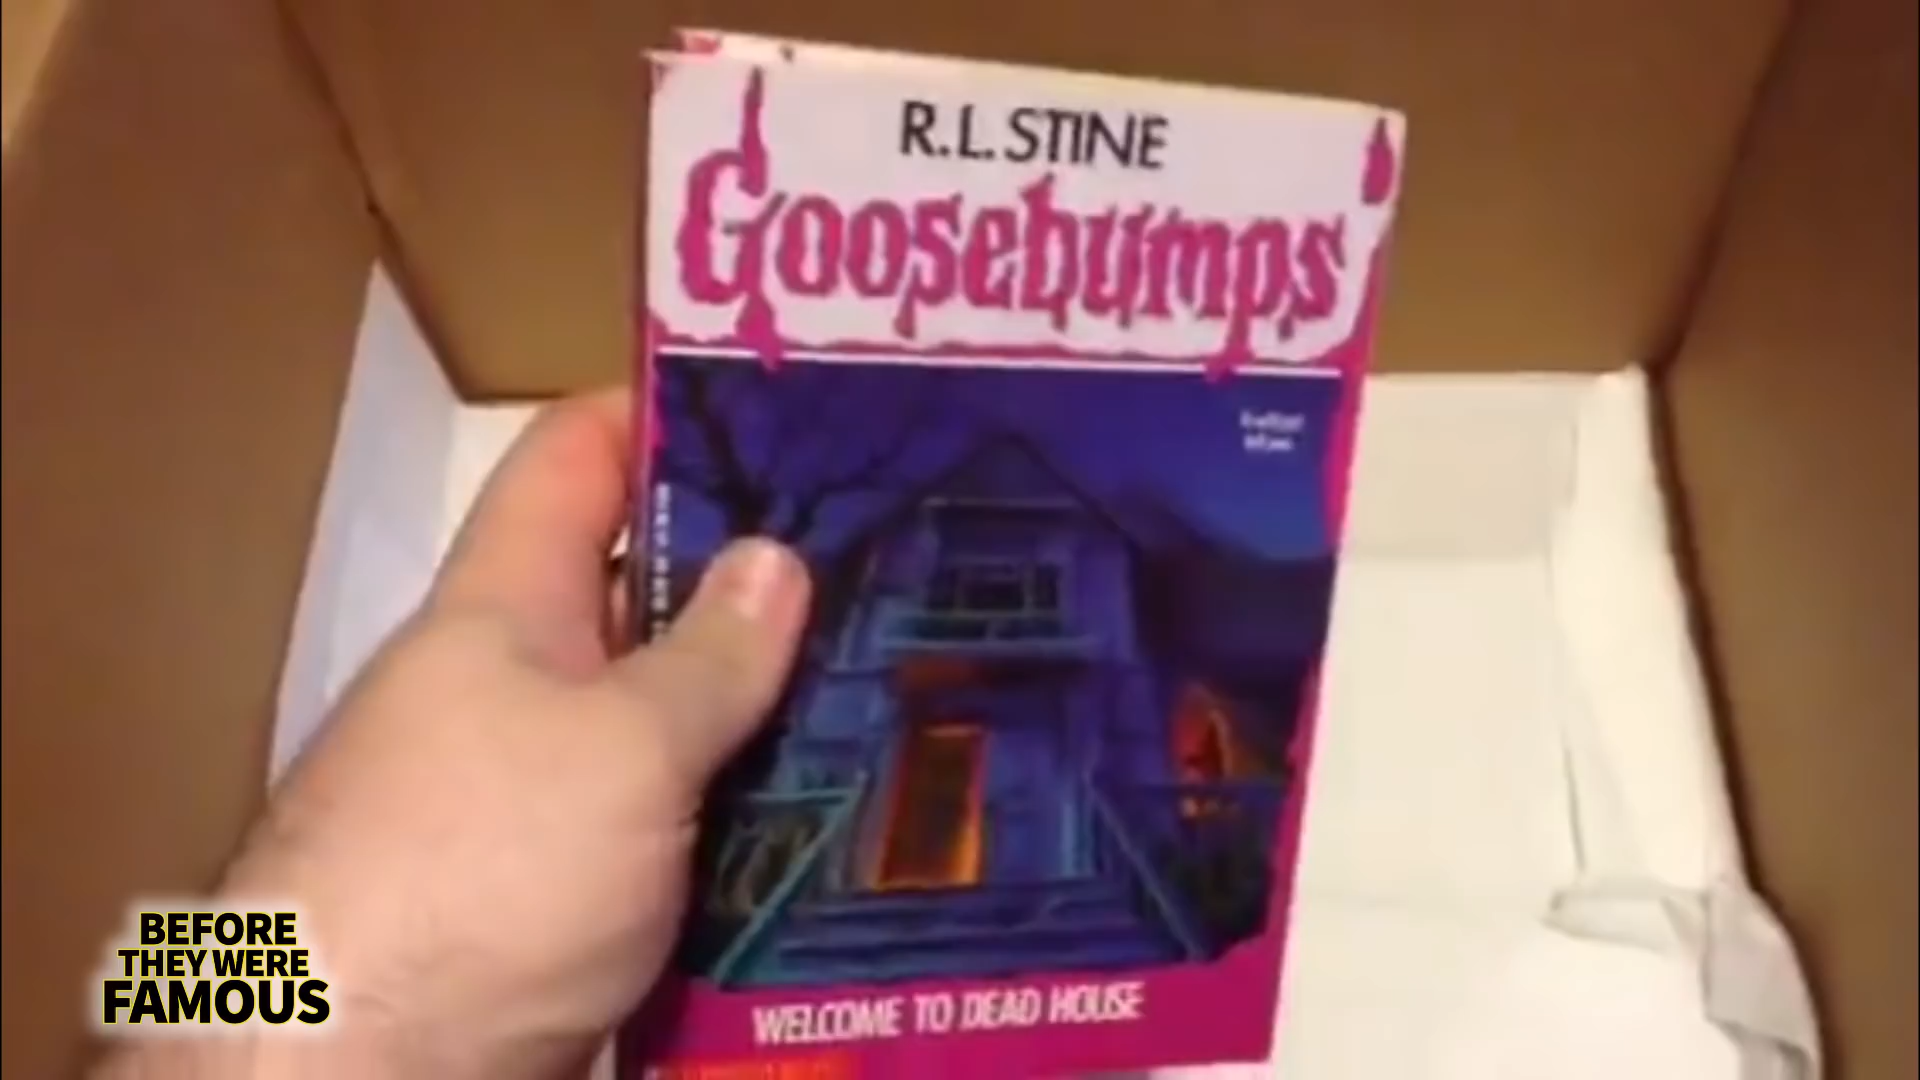 R.L. STINE
Goosebumps
WELCOME TO DEAD HOUSE
BEFORE
THEY WERE
FAMOUS